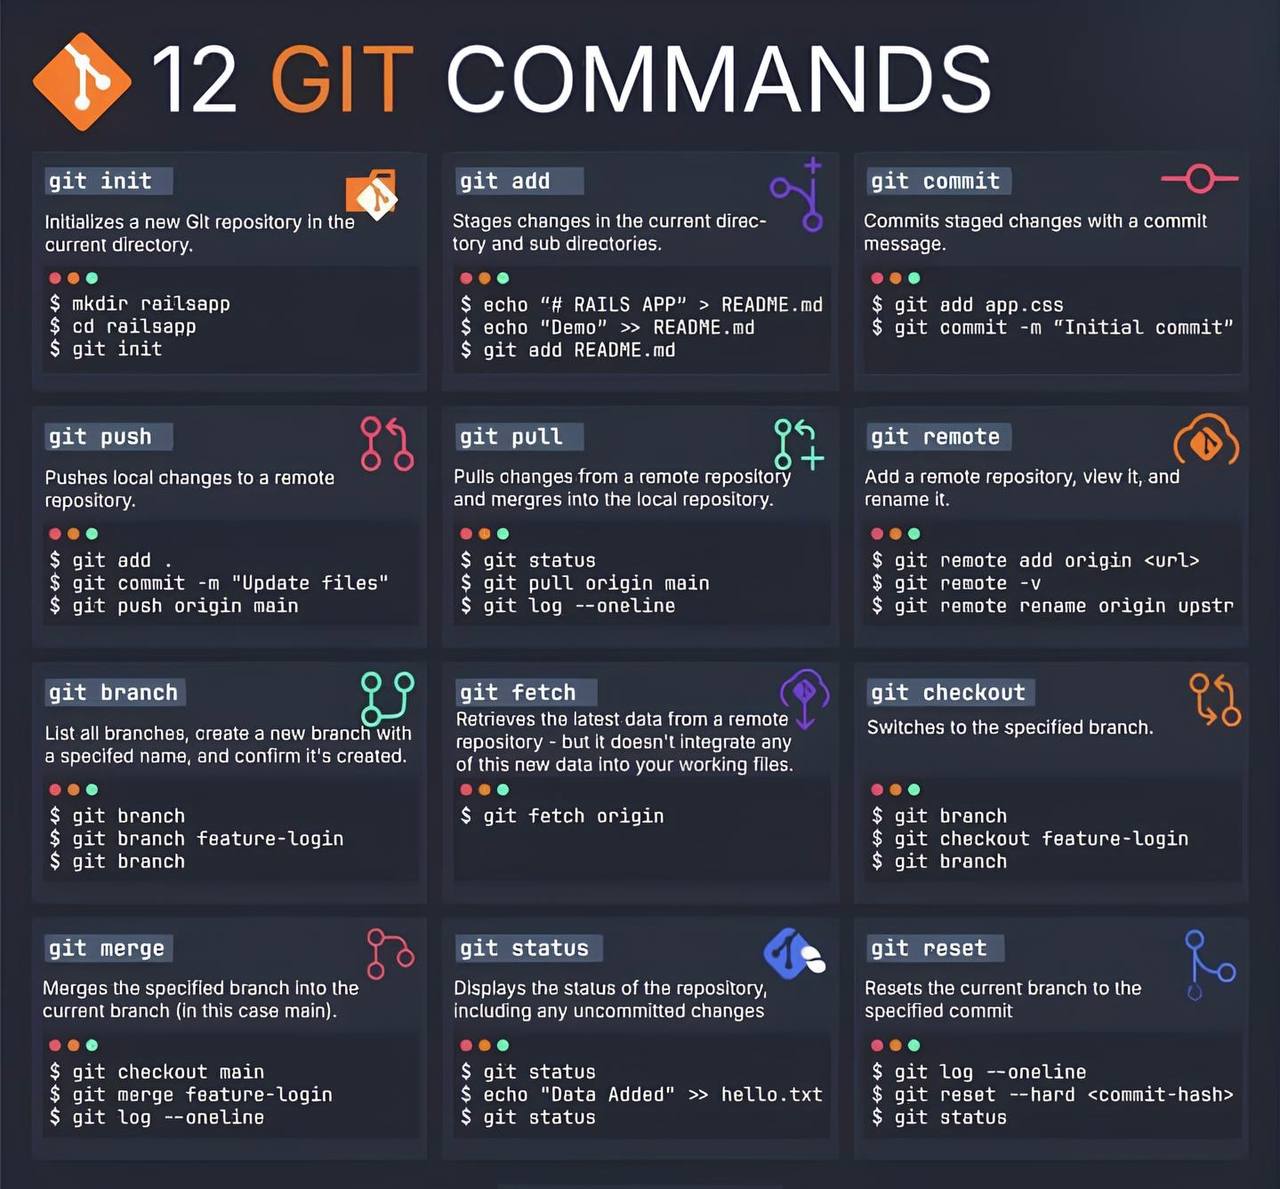 12 GIT COMMANDS
git init
Initializes a new GIt repository in the
current directory.
$ mkdir railsapp
$ cd railsapp
$ git init
git add
Stages changes in the current direc-
tory and sub directories.
$ echo “# RAILS APP” > README.md
$ echo “Demo” >> README.md
$ git add README.md
git commit
Commits staged changes with a commit
message.
$ git add app.css
$ git commit -m “Initial commit”
git push
Pushes local changes to a remote
repository.
$ git add .
$ git commit -m "Update files"
$ git push origin main
git pull
Pulls changes from a remote repository
and mergres into the local repository.
$ git status
$ git pull origin main
$ git log --oneline
git remote
Add a remote repository, view it, and
rename it.
$ git remote add origin <url>
$ git remote -v
$ git remote rename origin upstr
git branch
List all branches, create a new branch with
a specifed name, and confirm it's created.
$ git branch
$ git branch feature-login
$ git branch
git fetch
Retrieves the latest data from a remote
repository - but it doesn't integrate any
of this new data into your working files.
$ git fetch origin
git checkout
Switches to the specified branch.
$ git branch
$ git checkout feature-login
$ git branch
git merge
Merges the specified branch into the
current branch (in this case main).
$ git checkout main
$ git merge feature-login
$ git log --oneline
git status
Displays the status of the repository,
including any uncommitted changes
$ git status
$ echo "Data Added" >> hello.txt
$ git status
git reset
Resets the current branch to the
specified commit
$ git log --oneline
$ git reset --hard <commit-hash>
$ git status